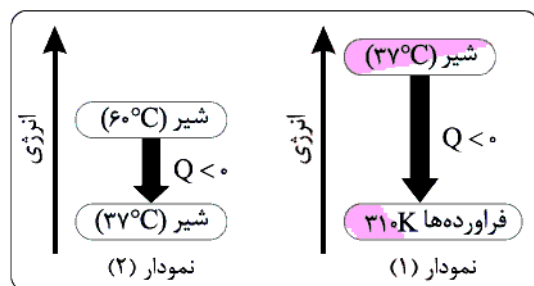 انرژی
شیر (۳۷°C)
Q < ۰
فراورده‌ها ۳۱۰K
نمودار (۱)
انرژی
شیر (۶۰°C)
Q < ۰
شیر (۳۷°C)
نمودار (۲)